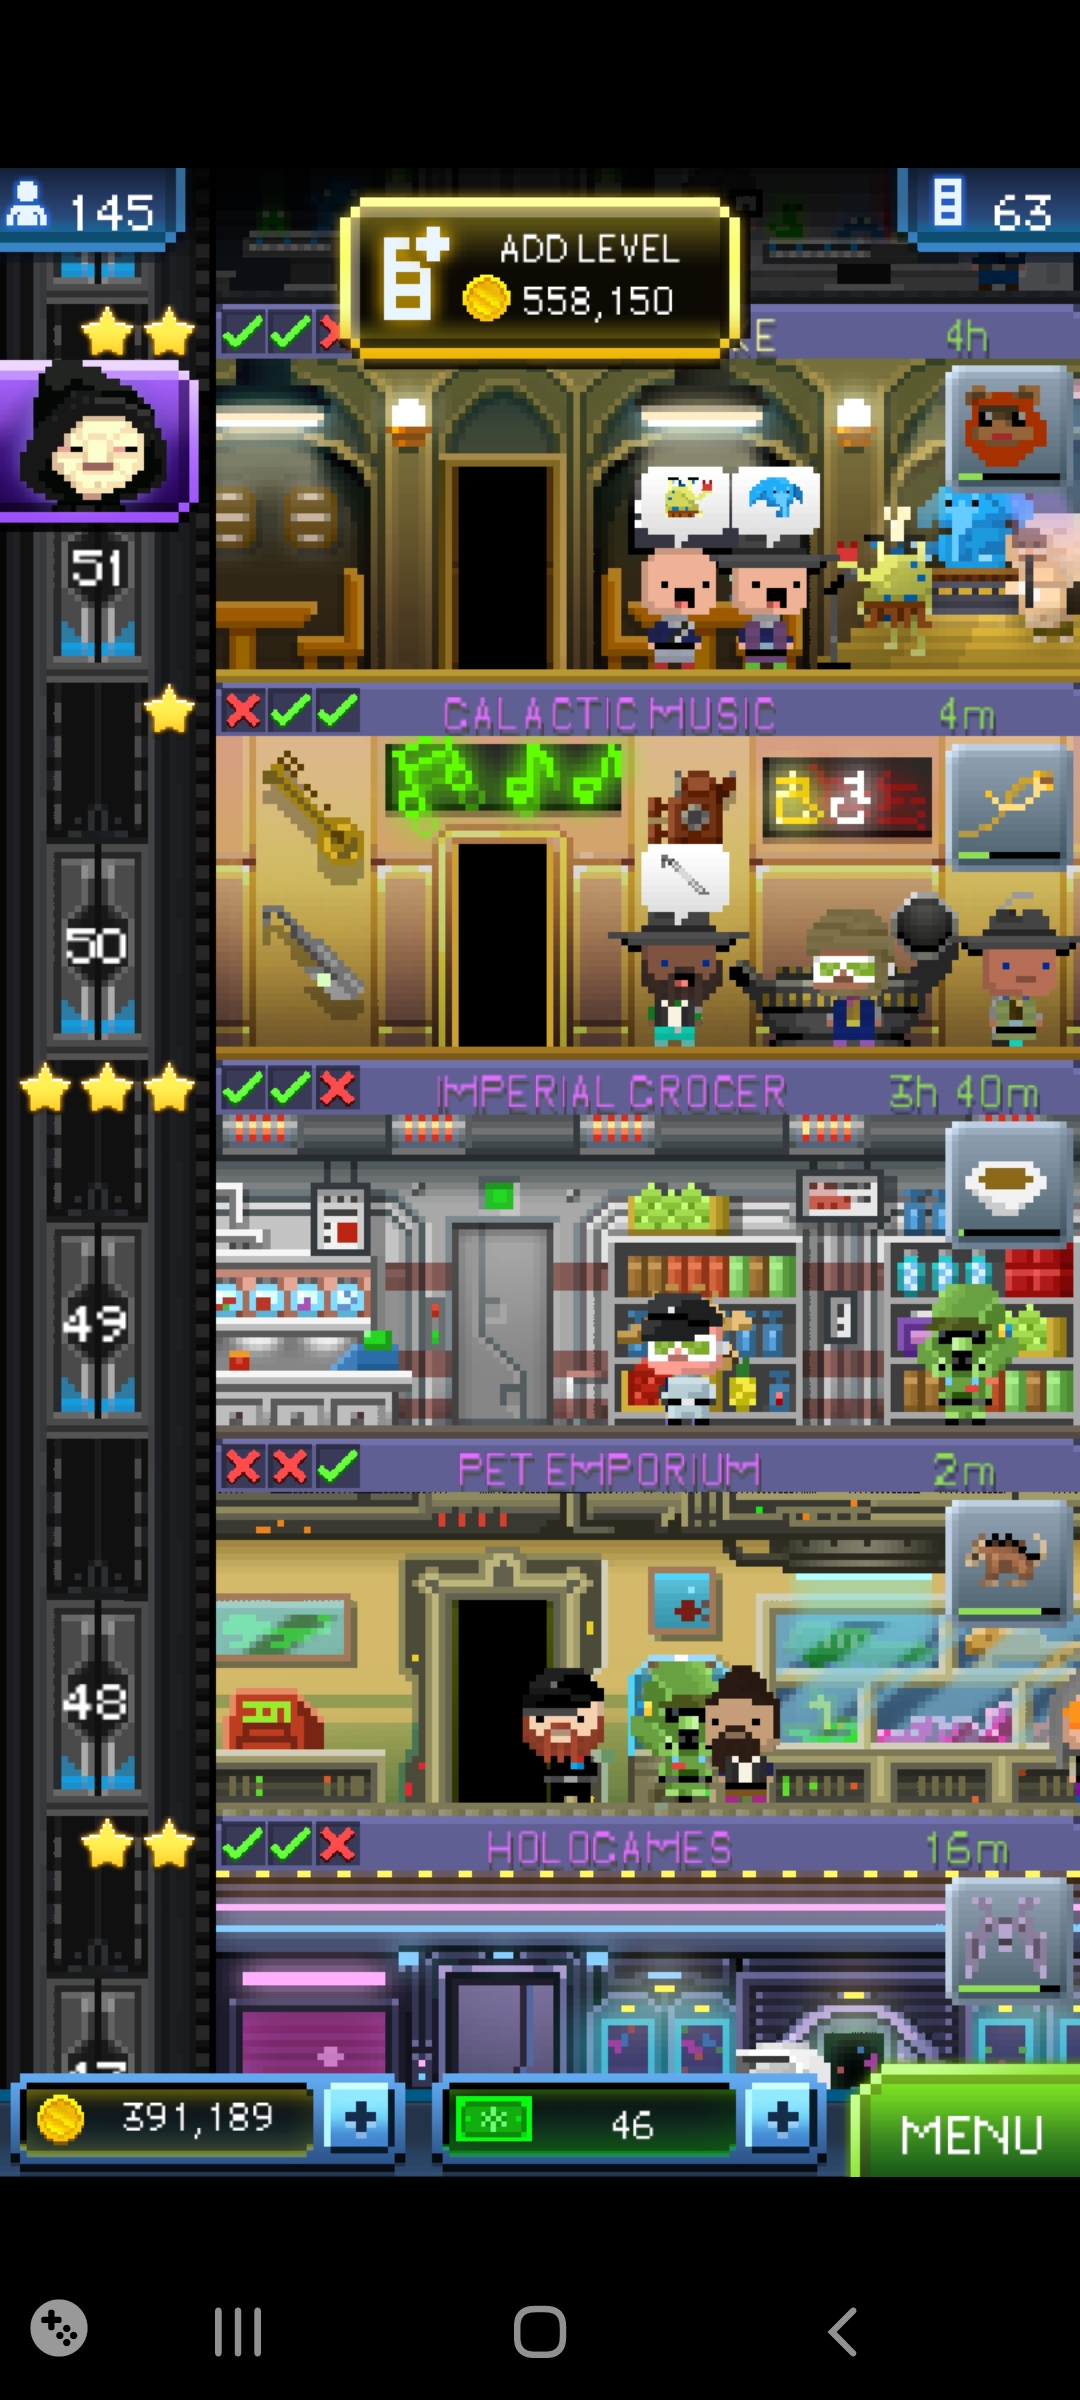 145
ADD LEVEL
558,150
63
KE
4h
51
GALACTIC MUSIC
4m
50
IMPERIAL GROCER
3h 40m
49
PET EMPORIUM
2m
48
HOLOGAMES
16m
391,189
46
MENU